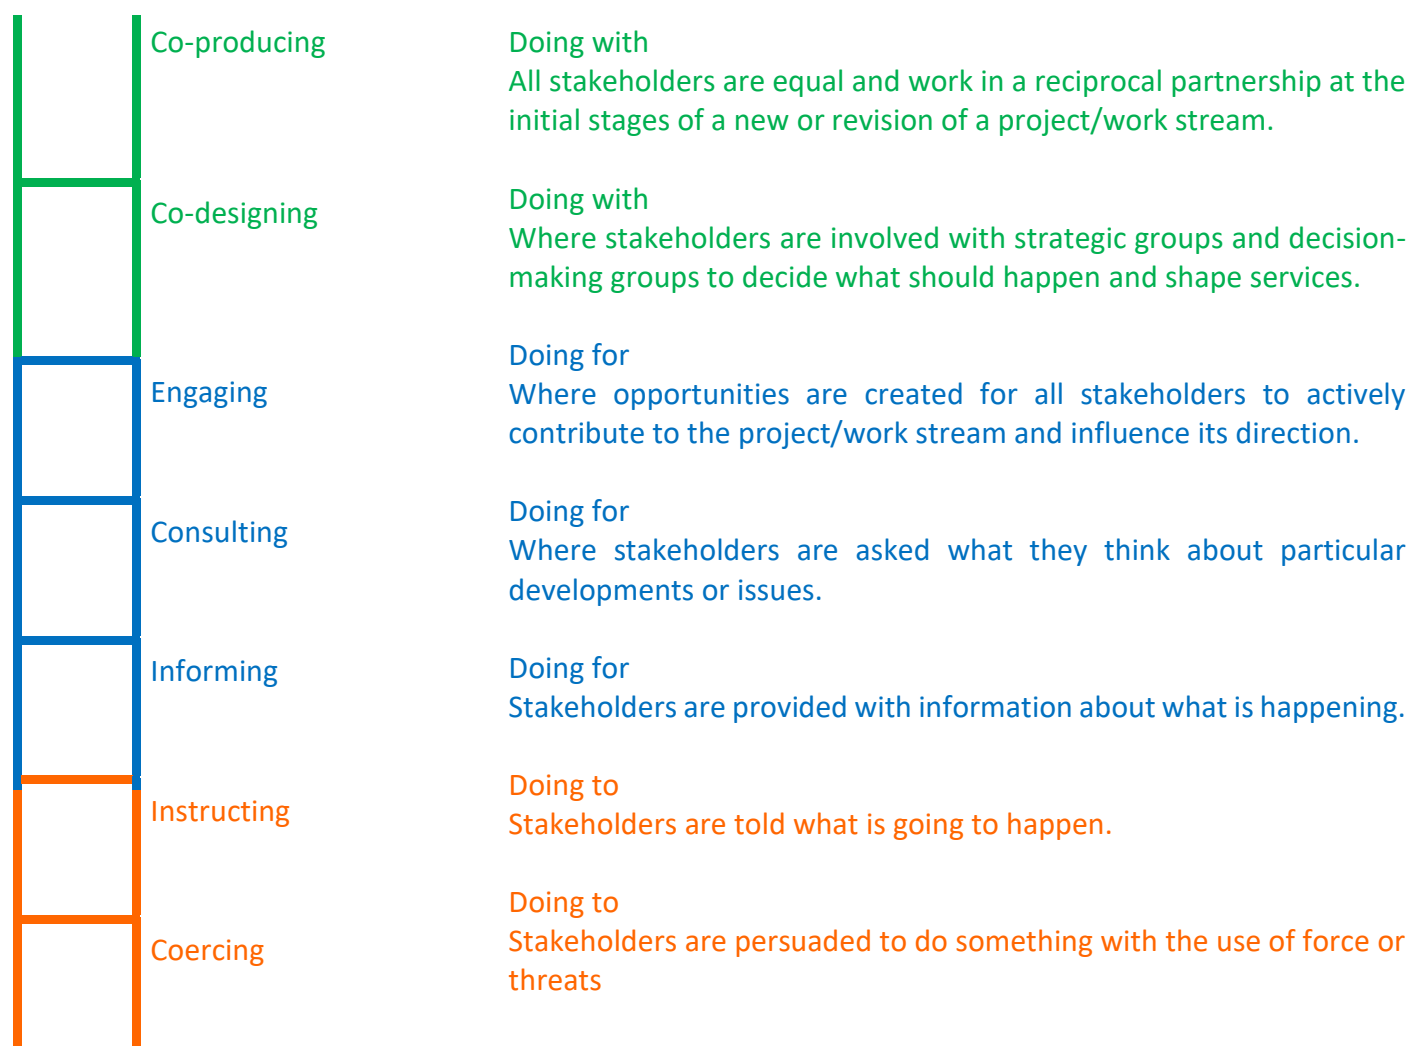 Co-producing
Doing with
All stakeholders are equal and work in a reciprocal partnership at the
initial stages of a new or revision of a project/work stream.
Co-designing
Doing with
Where stakeholders are involved with strategic groups and decision-
making groups to decide what should happen and shape services.
Engaging
Doing for
Where opportunities are created for all stakeholders to actively
contribute to the project/work stream and influence its direction.
Consulting
Doing for
Where stakeholders are asked what they think about particular
developments or issues.
Informing
Doing for
Stakeholders are provided with information about what is happening.
Instructing
Doing to
Stakeholders are told what is going to happen.
Coercing
Doing to
Stakeholders are persuaded to do something with the use of force or
threats